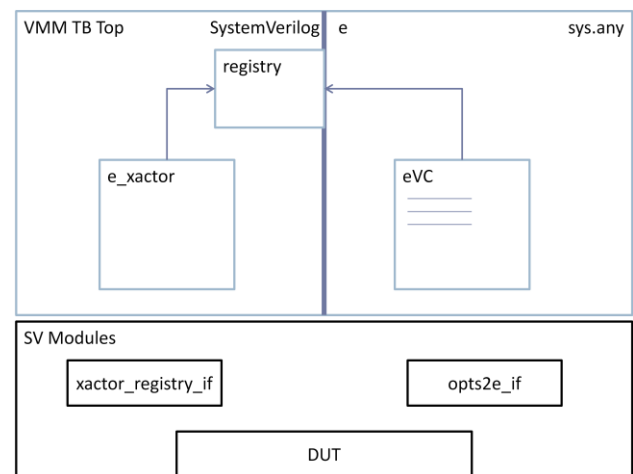 VMM TB Top SystemVerilog e sys.any
registry
e_xactor eVC
SV Modules
xactor_registry_if opts2e_if
DUT